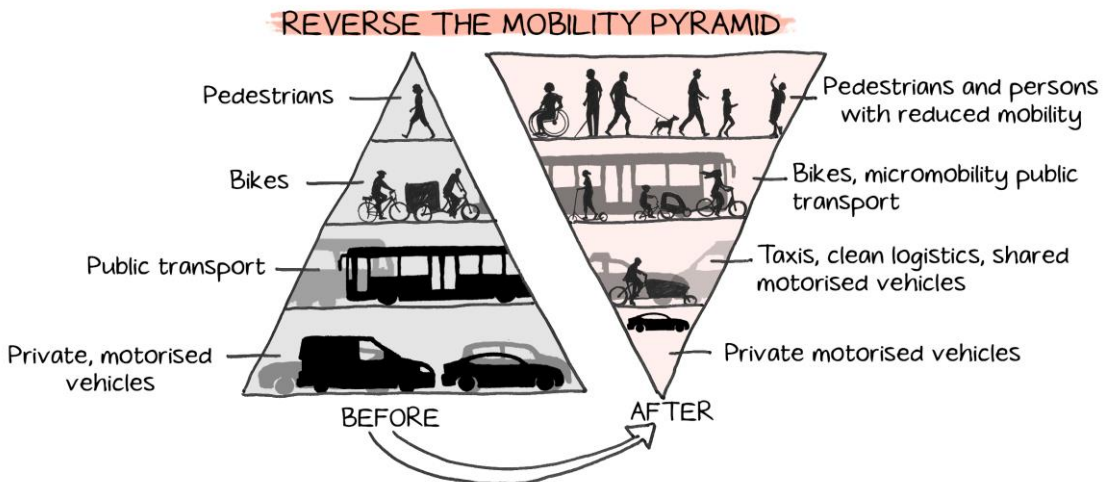 REVERSE THE MOBILITY PYRAMID
Pedestrians
Bikes
Public transport
Private, motorised
vehicles
BEFORE
Pedestrians and persons
with reduced mobility
Bikes, micromobility public
transport
Taxis, clean logistics, shared
motorised vehicles
Private motorised vehicles
AFTER